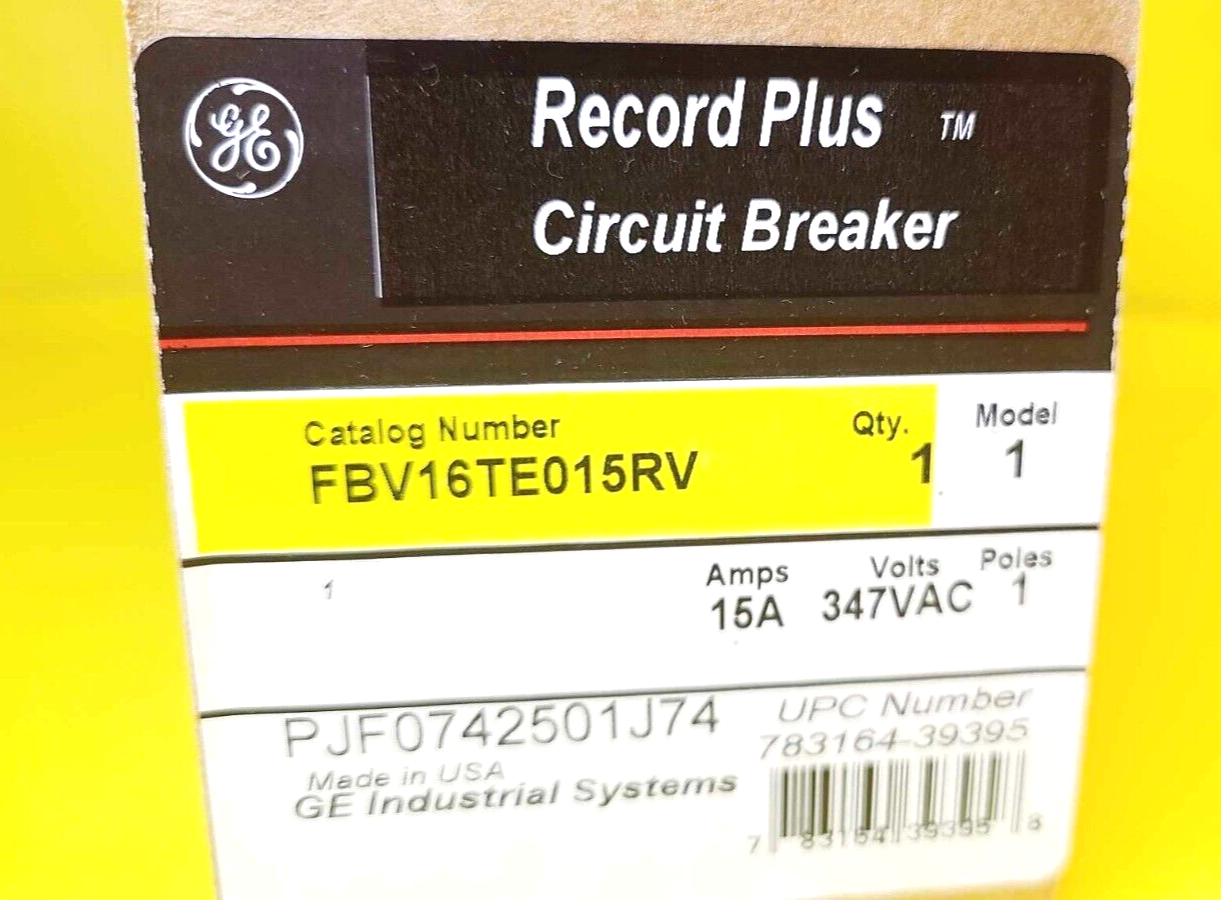 GE
Record Plus ™
Circuit Breaker
Catalog Number Qty. Model
FBV16TE015RV 1 1
Amps Volts Poles
1 15A 347VAC 1
PJF0742501J74 UPC Number
783164-39395
Made in USA
GE Industrial Systems
7 83164 39395 8